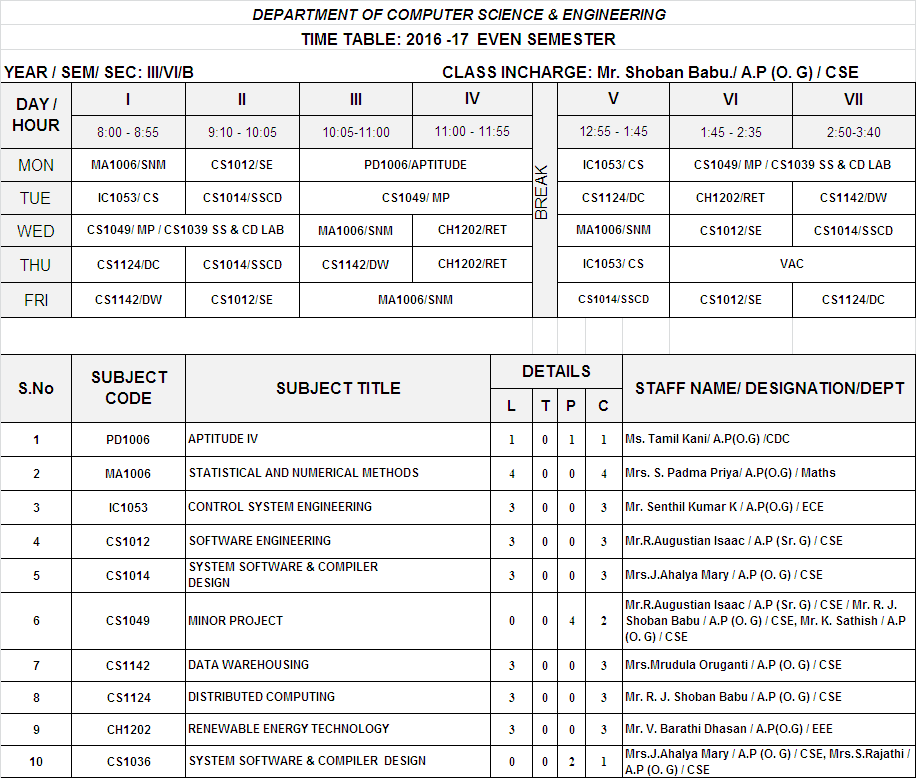 DEPARTMENT OF COMPUTER SCIENCE & ENGINEERING
TIME TABLE: 2016 -17 EVEN SEMESTER
YEAR / SEM/ SEC: III/VI/B CLASS INCHARGE: Mr. Shoban Babu./ A.P (O. G) / CSE
DAY / HOUR I II III IV BREAK V VI VII
8:00 - 8:55 9:10 - 10:05 10:05-11:00 11:00 - 11:55 12:55 - 1:45 1:45 - 2:35 2:50-3:40
MON MA1006/SNM CS1012/SE PD1006/APTITUDE IC1053/ CS CS1049/ MP / CS1039 SS & CD LAB
TUE IC1053/ CS CS1014/SSCD CS1049/ MP CS1124/DC CH1202/RET CS1142/DW
WED CS1049/ MP / CS1039 SS & CD LAB MA1006/SNM CH1202/RET MA1006/SNM CS1012/SE CS1014/SSCD
THU CS1124/DC CS1014/SSCD CS1142/DW CH1202/RET IC1053/ CS VAC
FRI CS1142/DW CS1012/SE MA1006/SNM CS1014/SSCD CS1012/SE CS1124/DC
S.No SUBJECT CODE SUBJECT TITLE DETAILS STAFF NAME/ DESIGNATION/DEPT
L T P C
1 PD1006 APTITUDE IV 1 0 1 1 Ms. Tamil Kani/ A.P(O.G) /CDC
2 MA1006 STATISTICAL AND NUMERICAL METHODS 4 0 0 4 Mrs. S. Padma Priya/ A.P(O.G) / Maths
3 IC1053 CONTROL SYSTEM ENGINEERING 3 0 0 3 Mr. Senthil Kumar K / A.P(O.G) / ECE
4 CS1012 SOFTWARE ENGINEERING 3 0 0 3 Mr.R.Augustian Isaac / A.P (Sr. G) / CSE
5 CS1014 SYSTEM SOFTWARE & COMPILER
DESIGN 3 0 0 3 Mrs.J.Ahalya Mary / A.P (O. G) / CSE
6 CS1049 MINOR PROJECT 0 0 4 2 Mr.R.Augustian Isaac / A.P (Sr. G) / CSE / Mr. R. J.
Shoban Babu / A.P (O. G) / CSE, Mr. K. Sathish / A.P
(O. G) / CSE
7 CS1142 DATA WAREHOUSING 3 0 0 3 Mrs.Mrudula Oruganti / A.P (O. G) / CSE
8 CS1124 DISTRIBUTED COMPUTING 3 0 0 3 Mr. R. J. Shoban Babu / A.P (O. G) / CSE
9 CH1202 RENEWABLE ENERGY TECHNOLOGY 3 0 0 3 Mr. V. Barathi Dhasan / A.P(O.G) / EEE
10 CS1036 SYSTEM SOFTWARE & COMPILER DESIGN 0 0 2 1 Mrs.J.Ahalya Mary / A.P (O. G) / CSE, Mrs.S.Rajathi /
A.P (O. G) / CSE